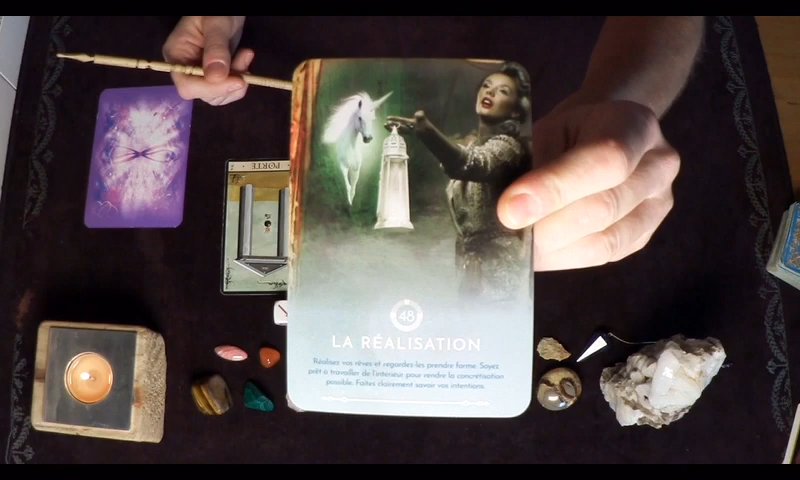 PORTE
48
LA RÉALISATION
Réalisez vos rêves et regardez-les prendre forme. Soyez
prêt à travailler de l'intérieur pour rendre la concrétisation
possible. Faites clairement savoir vos intentions.